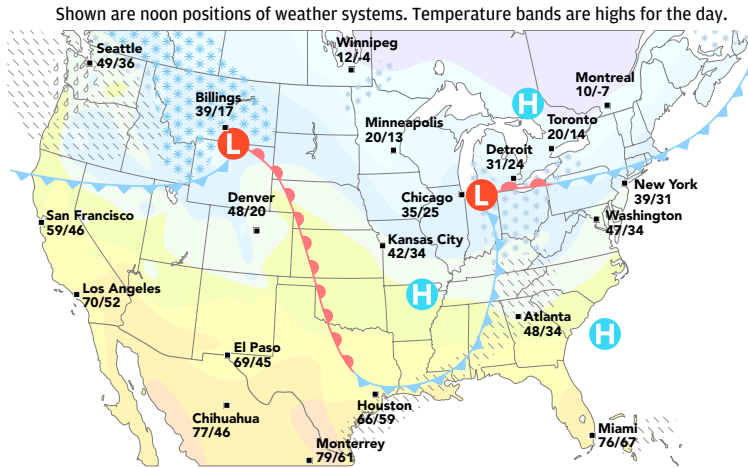 Shown are noon positions of weather systems. Temperature bands are highs for the day.
Seattle
49/36
Winnipeg
12/-4
Billings
39/17
Montreal
10/-7
Minneapolis
20/13
Toronto
20/14
Detroit
31/24
H
L
Denver
48/20
Chicago
35/25
L
New York
39/31
San Francisco
59/46
Washington
47/34
Kansas City
42/34
Los Angeles
70/52
H
Atlanta
48/34
H
El Paso
69/45
Chihuahua
77/46
Houston
66/59
Monterrey
79/61
Miami
76/67